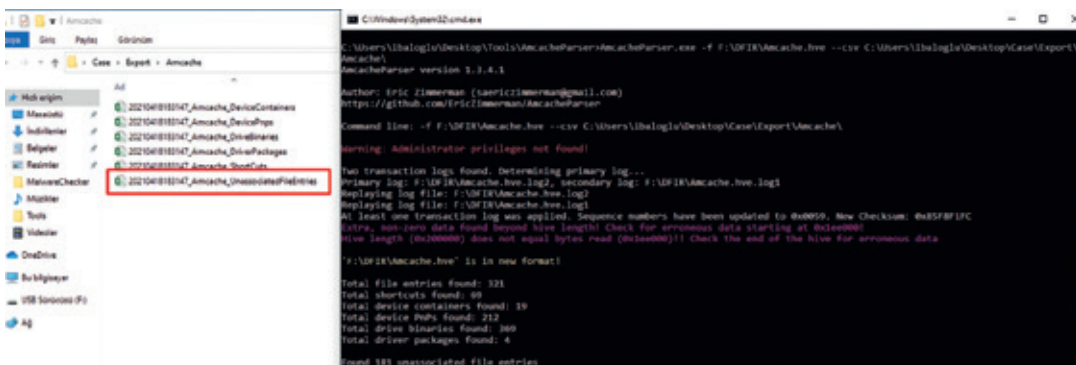 Amcache
Giriş Paylaş Görünüm
Case › Export › Amcache
Ad
Hızlı erişim
Masaüstü
İndirilenler
Belgeler
Resimler
MalwareChecker
Müzikler
Tools
Videolar
OneDrive
Bu bilgisayar
USB Sürücüsü (F:)
Ağ
20210418183147_Amcache_DeviceContainers
20210418183147_Amcache_DevicePnps
20210418183147_Amcache_DriveBinaries
20210418183147_Amcache_DriverPackages
20210418183147_Amcache_ShortCuts
20210418183147_Amcache_UnassociatedFileEntries
C:\Windows\System32\cmd.exe
C:\Users\ibaloglu\Desktop\Tools\AmcacheParser>AmcacheParser.exe -f F:\DFIR\Amcache.hve --csv C:\Users\ibaloglu\Desktop\Case\Export\
Amcache\
AmcacheParser version 1.3.4.1
Author: Eric Zimmerman (saericzimmerman@gmail.com)
https://github.com/EricZimmerman/AmcacheParser
Command line: -f F:\DFIR\Amcache.hve --csv C:\Users\ibaloglu\Desktop\Case\Export\Amcache\
Warning: Administrator privileges not found!
Two transaction logs found. Determining primary log...
Primary log: F:\DFIR\Amcache.hve.log2, secondary log: F:\DFIR\Amcache.hve.log1
Replaying log file: F:\DFIR\Amcache.hve.log2
Replaying log file: F:\DFIR\Amcache.hve.log1
At least one transaction log was applied. Sequence numbers have been updated to 0x0059. New Checksum: 0x85F8F1FC
Extra, non-zero data found beyond hive length! Check for erroneous data starting at 0x1ee000!
Hive length (0x200000) does not equal bytes read (0x1ee000)!! Check the end of the hive for erroneous data
'F:\DFIR\Amcache.hve' is in new format!
Total file entries found: 321
Total shortcuts found: 69
Total device containers found: 19
Total device PnPs found: 212
Total drive binaries found: 369
Total driver packages found: 4
Found 181 unassociated file entries